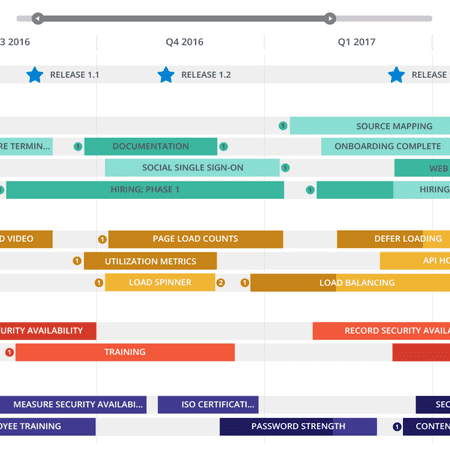 3 2016 Q4 2016 Q1 2017
RELEASE 1.1 RELEASE 1.2 RELEASE
1 SOURCE MAPPING
RE TERMIN... 1 DOCUMENTATION 1 ONBOARDING COMPLETE
SOCIAL SINGLE SIGN-ON 1 WEB
1 HIRING: PHASE 1 1 HIRING
D VIDEO 1 PAGE LOAD COUNTS DEFER LOADING
1 UTILIZATION METRICS API HO
1 LOAD SPINNER 2 1 LOAD BALANCING
URITY AVAILABILITY RECORD SECURITY AVAILA
1 TRAINING
MEASURE SECURITY AVAILABI... ISO CERTIFICATI... SEC
OYEE TRAINING PASSWORD STRENGTH 1 CONTEN